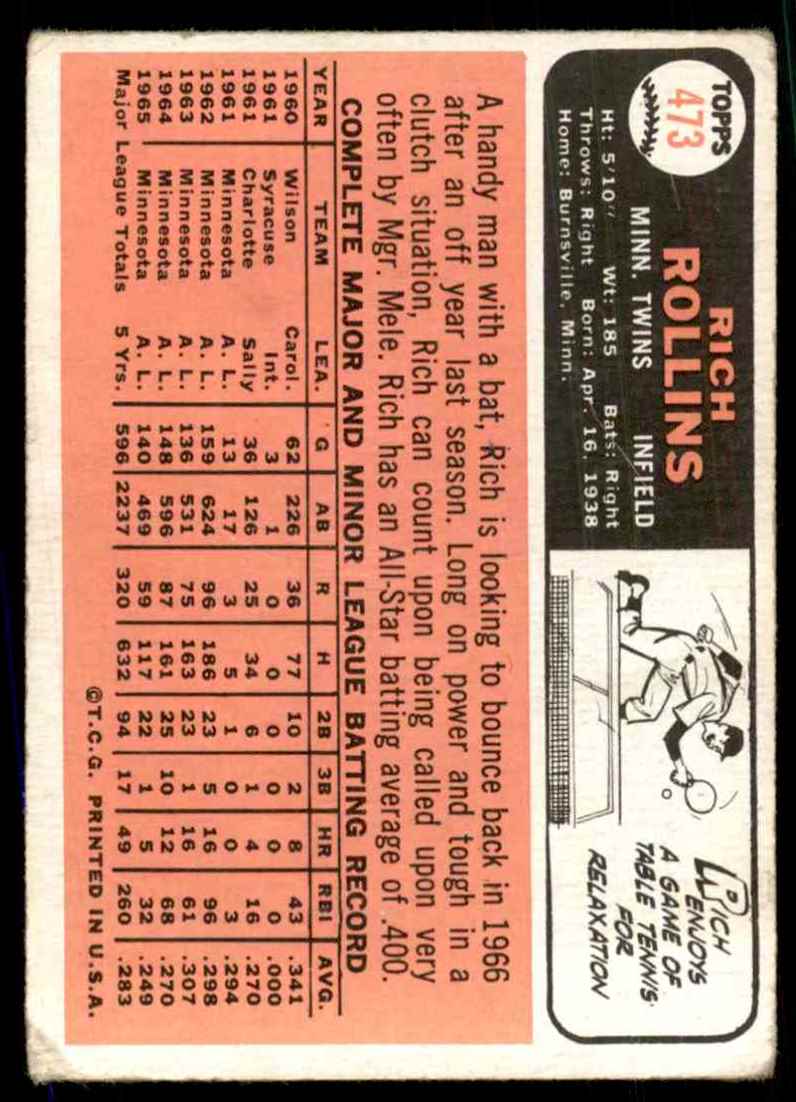 TOPPS
473
RICH
ROLLINS
MINN. TWINS INFIELD
Ht: 5'10" Wt: 185 Bats: Right
Throws: Right Born: Apr. 16, 1938
Home: Burnsville, Minn.
RICH
ENJOYS
A GAME OF
TABLE TENNIS
FOR
RELAXATION
A handy man with a bat, Rich is looking to bounce back in 1966
after an off year last season. Long on power and tough in a
clutch situation, Rich can count upon being called upon very
often by Mgr. Mele. Rich has an All-Star batting average of .400.
COMPLETE MAJOR AND MINOR LEAGUE BATTING RECORD
YEAR TEAM LEA. G AB R H 2B 3B HR RBI AVG.
1960 Wilson Carol. 62 226 36 77 10 2 8 43 .341
1961 Syracuse Int. 3 1 0 0 0 0 0 0 .000
1961 Charlotte Sally 36 126 25 34 6 1 4 16 .270
1961 Minnesota A. L. 13 17 3 5 1 0 0 3 .294
1962 Minnesota A. L. 159 624 96 186 23 5 16 96 .298
1963 Minnesota A. L. 136 531 75 163 23 1 16 61 .307
1964 Minnesota A. L. 148 596 87 161 25 10 12 68 .270
1965 Minnesota A. L. 140 469 59 117 22 1 5 32 .249
Major League Totals 5 Yrs. 596 2237 320 632 94 17 49 260 .283
©T.C.G. PRINTED IN U.S.A.